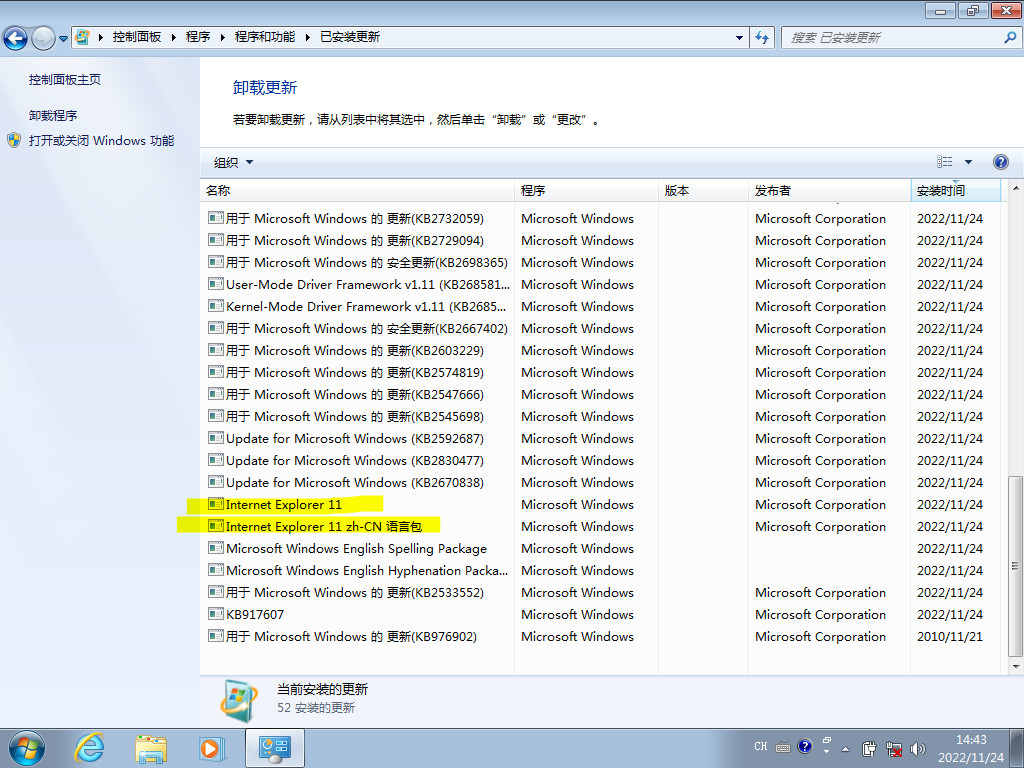 控制面板 程序 程序和功能 已安装更新 搜索 已安装更新
控制面板主页
卸载程序
打开或关闭 Windows 功能
卸载更新
若要卸载更新，请从列表中将其选中，然后单击“卸载”或“更改”。
组织
名称 程序 版本 发布者 安装时间
用于 Microsoft Windows 的 更新(KB2732059) Microsoft Windows Microsoft Corporation 2022/11/24
用于 Microsoft Windows 的 更新(KB2729094) Microsoft Windows Microsoft Corporation 2022/11/24
用于 Microsoft Windows 的 安全更新(KB2698365) Microsoft Windows Microsoft Corporation 2022/11/24
User-Mode Driver Framework v1.11 (KB268581... Microsoft Windows Microsoft Corporation 2022/11/24
Kernel-Mode Driver Framework v1.11 (KB2685... Microsoft Windows Microsoft Corporation 2022/11/24
用于 Microsoft Windows 的 安全更新(KB2667402) Microsoft Windows Microsoft Corporation 2022/11/24
用于 Microsoft Windows 的 更新(KB2603229) Microsoft Windows Microsoft Corporation 2022/11/24
用于 Microsoft Windows 的 更新(KB2574819) Microsoft Windows Microsoft Corporation 2022/11/24
用于 Microsoft Windows 的 更新(KB2547666) Microsoft Windows Microsoft Corporation 2022/11/24
用于 Microsoft Windows 的 更新(KB2545698) Microsoft Windows Microsoft Corporation 2022/11/24
Update for Microsoft Windows (KB2592687) Microsoft Windows Microsoft Corporation 2022/11/24
Update for Microsoft Windows (KB2830477) Microsoft Windows Microsoft Corporation 2022/11/24
Update for Microsoft Windows (KB2670838) Microsoft Windows Microsoft Corporation 2022/11/24
Internet Explorer 11 Microsoft Windows Microsoft Corporation 2022/11/24
Internet Explorer 11 zh-CN 语言包 Microsoft Windows Microsoft Corporation 2022/11/24
Microsoft Windows English Spelling Package Microsoft Windows 2022/11/24
Microsoft Windows English Hyphenation Packa... Microsoft Windows 2022/11/24
用于 Microsoft Windows 的 更新(KB2533552) Microsoft Windows Microsoft Corporation 2022/11/24
KB917607 Microsoft Windows Microsoft Corporation 2022/11/24
用于 Microsoft Windows 的 更新(KB976902) Microsoft Windows Microsoft Corporation 2010/11/21
当前安装的更新
52 安装的更新
CH 14:43
2022/11/24